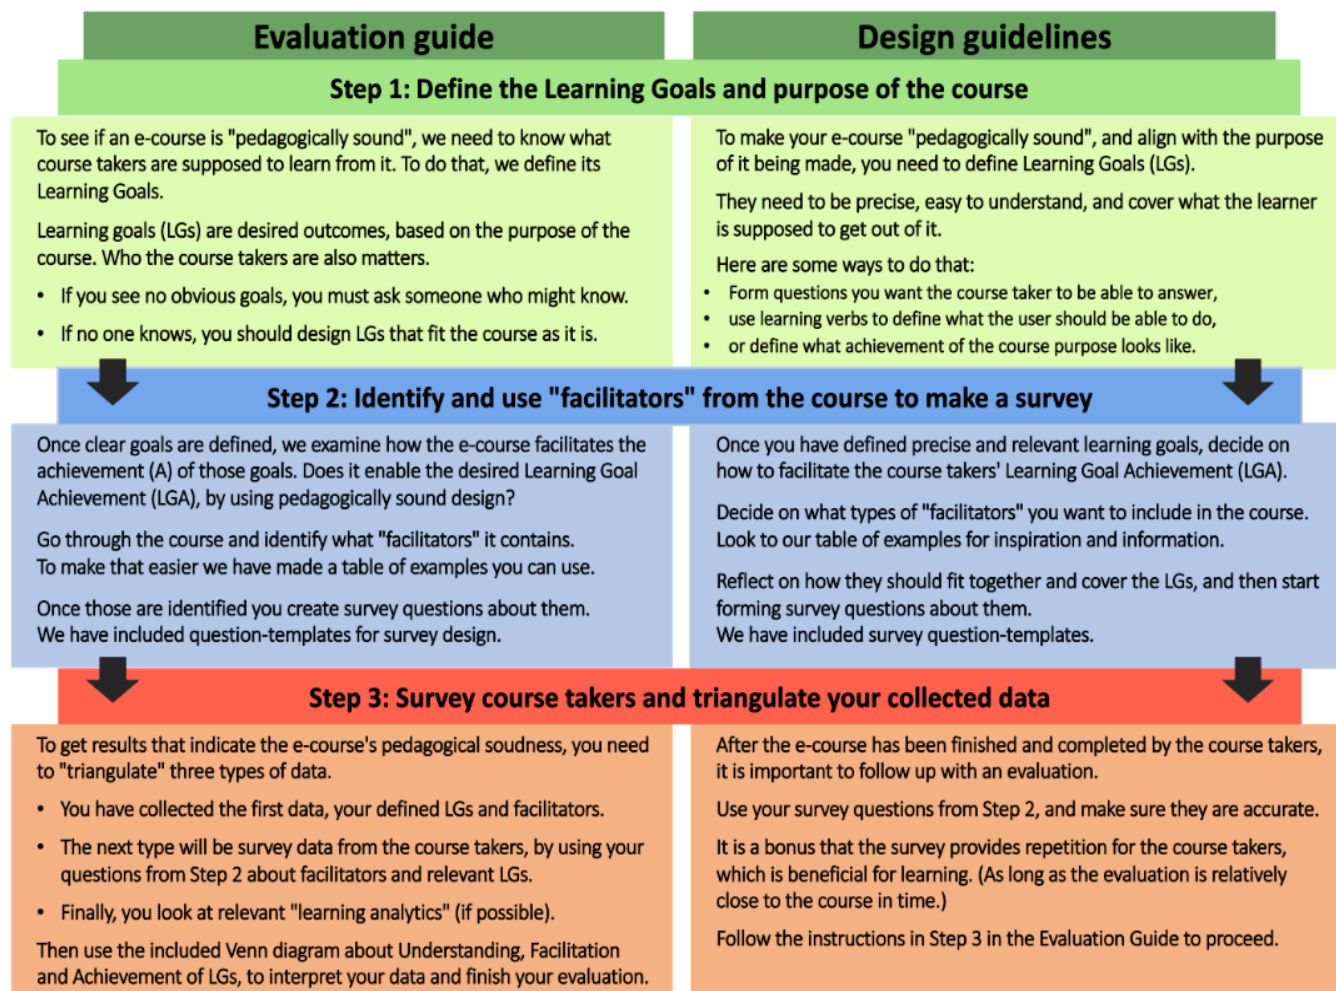 Evaluation guide
Design guidelines
Step 1: Define the Learning Goals and purpose of the course
To see if an e-course is "pedagogically sound", we need to know what
course takers are supposed to learn from it. To do that, we define its
Learning Goals.
Learning goals (LGs) are desired outcomes, based on the purpose of the
course. Who the course takers are also matters.
• If you see no obvious goals, you must ask someone who might know.
• If no one knows, you should design LGs that fit the course as it is.
To make your e-course "pedagogically sound", and align with the purpose
of it being made, you need to define Learning Goals (LGs).
They need to be precise, easy to understand, and cover what the learner
is supposed to get out of it.
Here are some ways to do that:
• Form questions you want the course taker to be able to answer,
• use learning verbs to define what the user should be able to do,
• or define what achievement of the course purpose looks like.
Step 2: Identify and use "facilitators" from the course to make a survey
Once clear goals are defined, we examine how the e-course facilitates the
achievement (A) of those goals. Does it enable the desired Learning Goal
Achievement (LGA), by using pedagogically sound design?
Go through the course and identify what "facilitators" it contains.
To make that easier we have made a table of examples you can use.
Once those are identified you create survey questions about them.
We have included question-templates for survey design.
Once you have defined precise and relevant learning goals, decide on
how to facilitate the course takers' Learning Goal Achievement (LGA).
Decide on what types of "facilitators" you want to include in the course.
Look to our table of examples for inspiration and information.
Reflect on how they should fit together and cover the LGs, and then start
forming survey questions about them.
We have included survey question-templates.
Step 3: Survey course takers and triangulate your collected data
To get results that indicate the e-course's pedagogical soudness, you need
to "triangulate" three types of data.
• You have collected the first data, your defined LGs and facilitators.
• The next type will be survey data from the course takers, by using your
questions from Step 2 about facilitators and relevant LGs.
• Finally, you look at relevant "learning analytics" (if possible).
Then use the included Venn diagram about Understanding, Facilitation
and Achievement of LGs, to interpret your data and finish your evaluation.
After the e-course has been finished and completed by the course takers,
it is important to follow up with an evaluation.
Use your survey questions from Step 2, and make sure they are accurate.
It is a bonus that the survey provides repetition for the course takers,
which is beneficial for learning. (As long as the evaluation is relatively
close to the course in time.)
Follow the instructions in Step 3 in the Evaluation Guide to proceed.